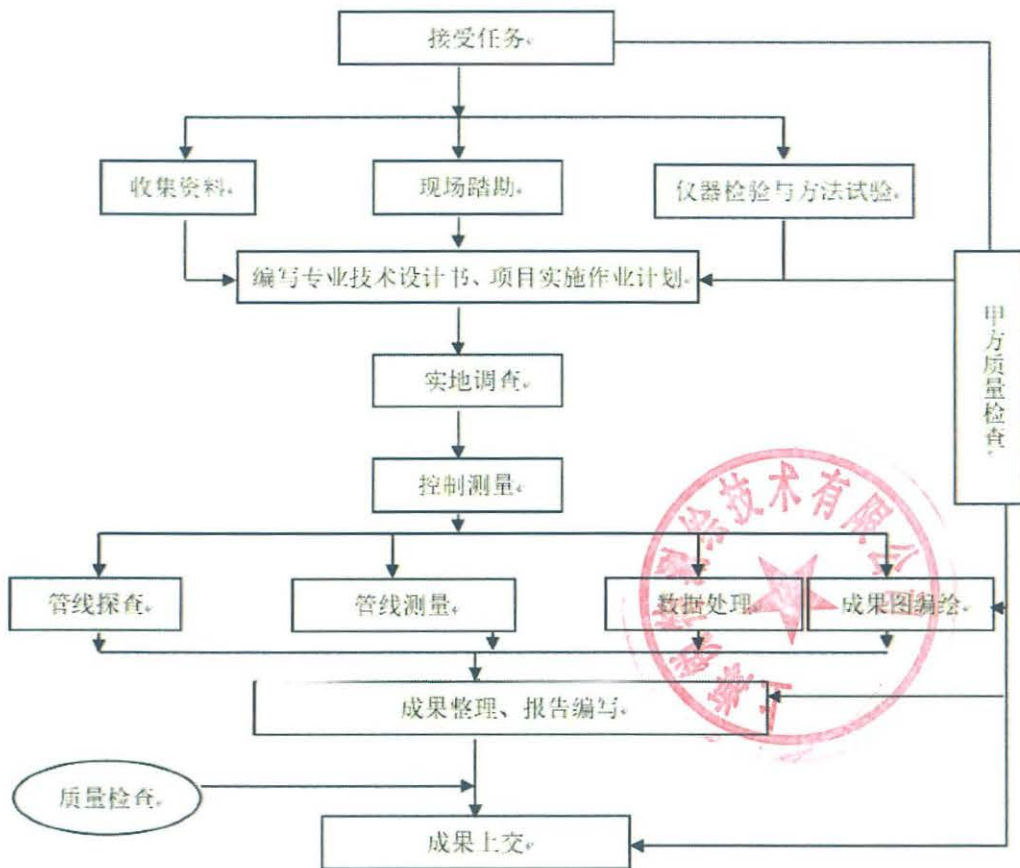 接受任务
收集资料
现场踏勘
仪器检验与方法试验
编写专业技术设计书、项目实施作业计划
甲方质量检查
实地调查
控制测量
管线探查
管线测量
数据处理
成果图编绘
成果整理、报告编写
质量检查
成果上交
测绘技术有限公司